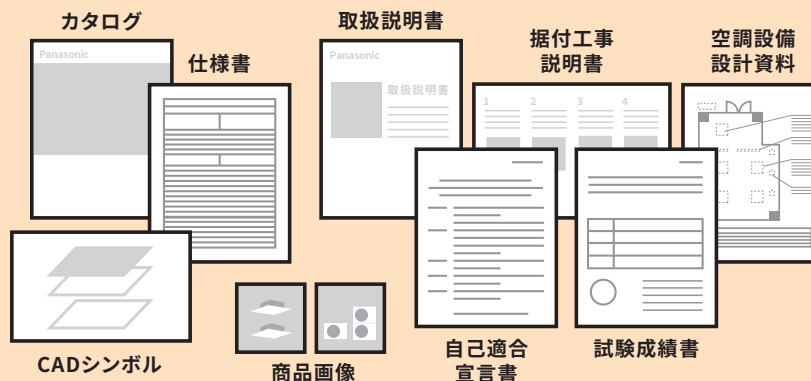 カタログ
Panasonic
仕様書
取扱説明書
Panasonic
取扱説明書
据付工事
説明書
1 2 3 4
空調設備
設計資料
CADシンボル
商品画像
自己適合
宣言書
試験成績書